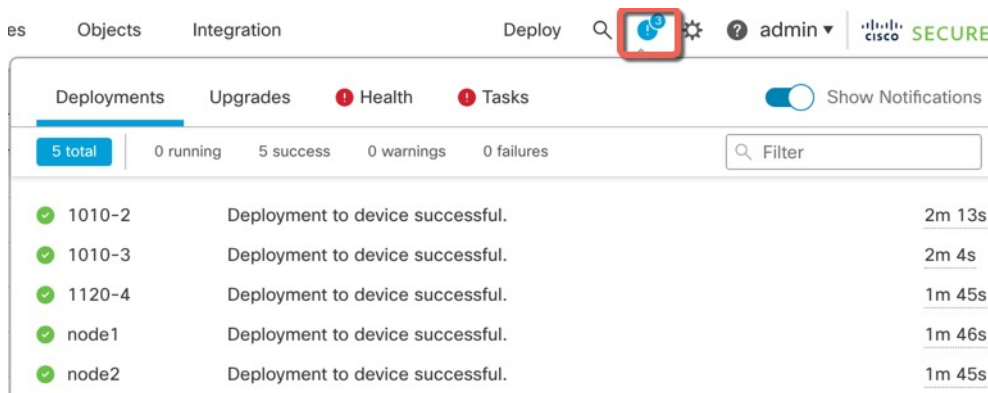 es Objects Integration Deploy 3 admin cisco SECURE
Deployments Upgrades Health Tasks Show Notifications
5 total 0 running 5 success 0 warnings 0 failures Filter
1010-2 Deployment to device successful. 2m 13s
1010-3 Deployment to device successful. 2m 4s
1120-4 Deployment to device successful. 1m 45s
node1 Deployment to device successful. 1m 46s
node2 Deployment to device successful. 1m 45s